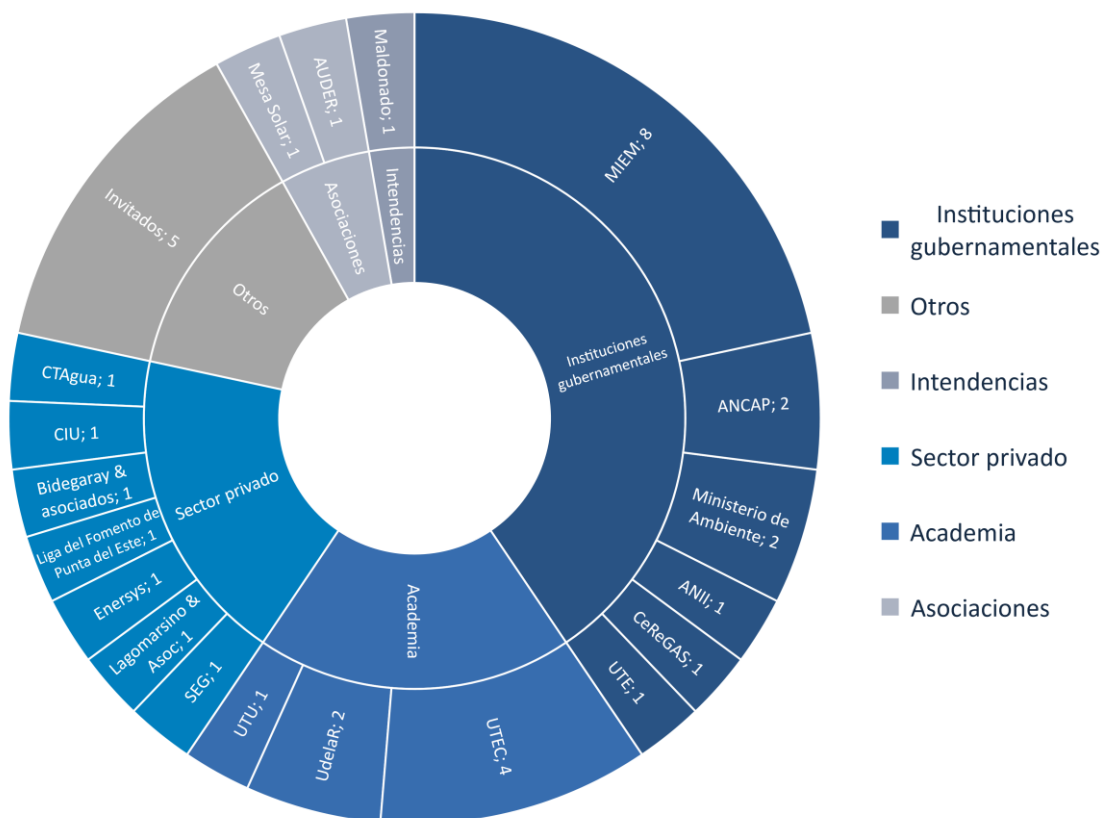 Maldonado; 1
AUDER; 1
Mesa Solar; 1
Invitados; 5
MIEM; 8
ANCAP; 2
Ministerio de
Ambiente; 2
ANII; 1
CeReGAS; 1
UTE; 1
UTEC; 4
UdelaR; 2
UTU; 1
SEG; 1
Lagomarsino &
Asoc; 1
Enersys; 1
Liga del Fomento de
Punta del Este; 1
Bidegaray &
asociados; 1
CIU; 1
CTAgua; 1
Intendencias
Asociaciones
Otros
Instituciones
gubernamentales
Sector privado
Academia
Instituciones
gubernamentales
Otros
Intendencias
Sector privado
Academia
Asociaciones